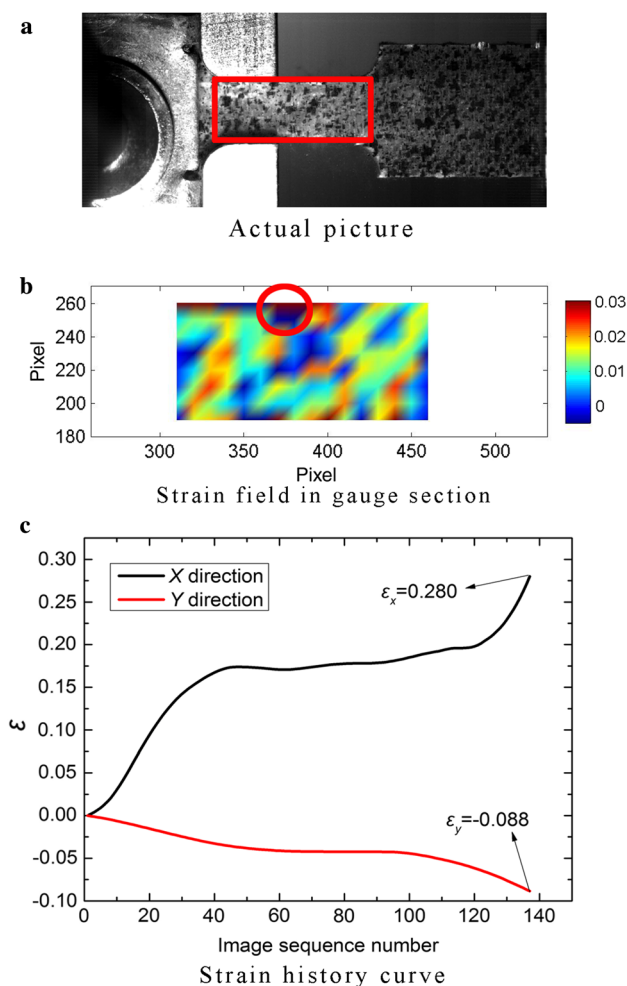 a
Actual picture
b
260
240
220
200
180
Pixel
300
350
400
450
500
Pixel
0.03
0.02
0.01
0
Strain field in gauge section
c
0.30
0.25
0.20
0.15
0.10
0.05
0.00
-0.05
-0.10
ε
X direction
Y direction
εx=0.280
εy=-0.088
0
20
40
60
80
100
120
140
Image sequence number
Strain history curve